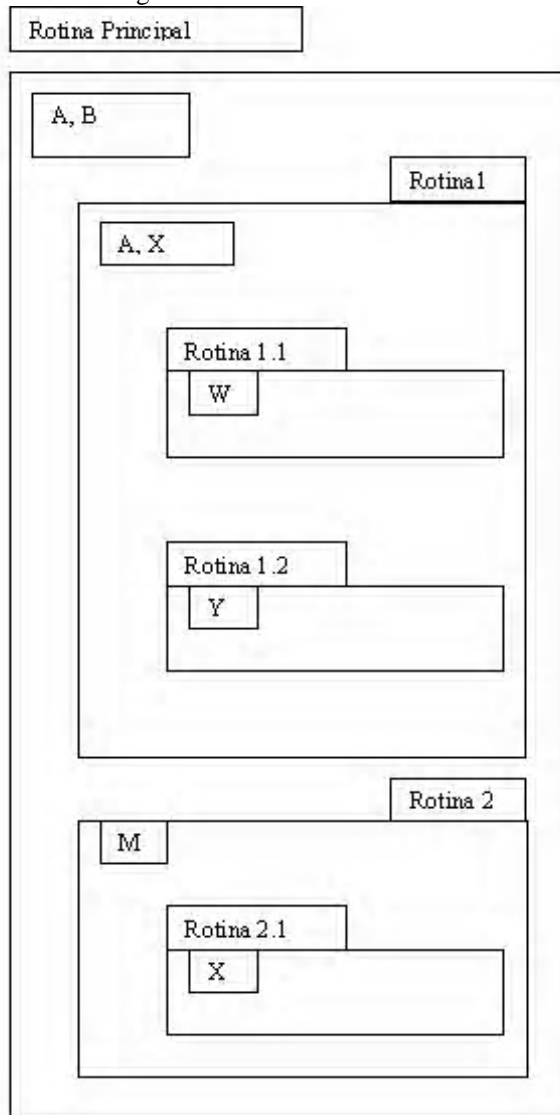 Rotina Principal
A, B
Rotina1
A, X
Rotina 1.1
W
Rotina 1.2
Y
Rotina 2
M
Rotina 2.1
X